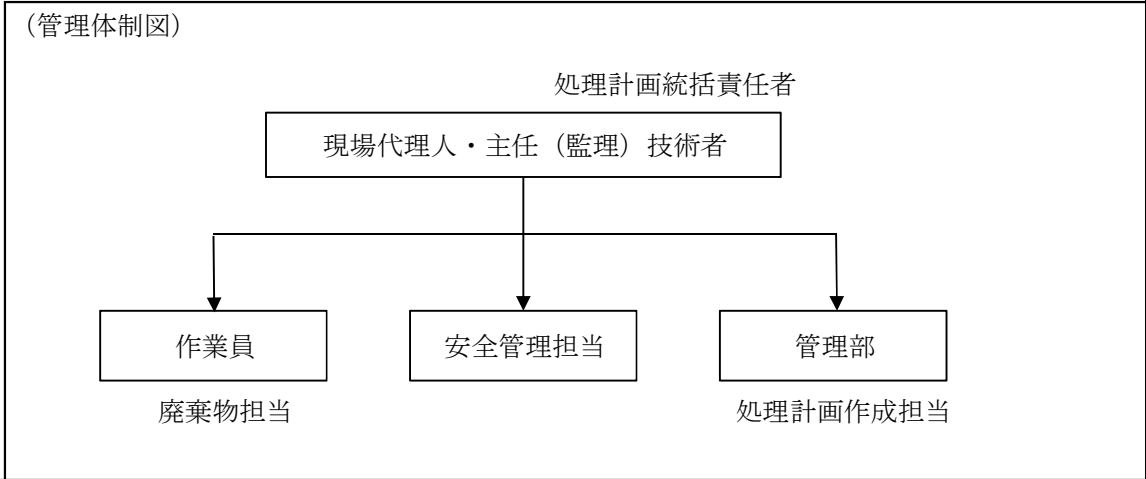 (管理体制図)
処理計画統括責任者
現場代理人・主任（監理）技術者
作業員
安全管理担当
管理部
廃棄物担当
処理計画作成担当